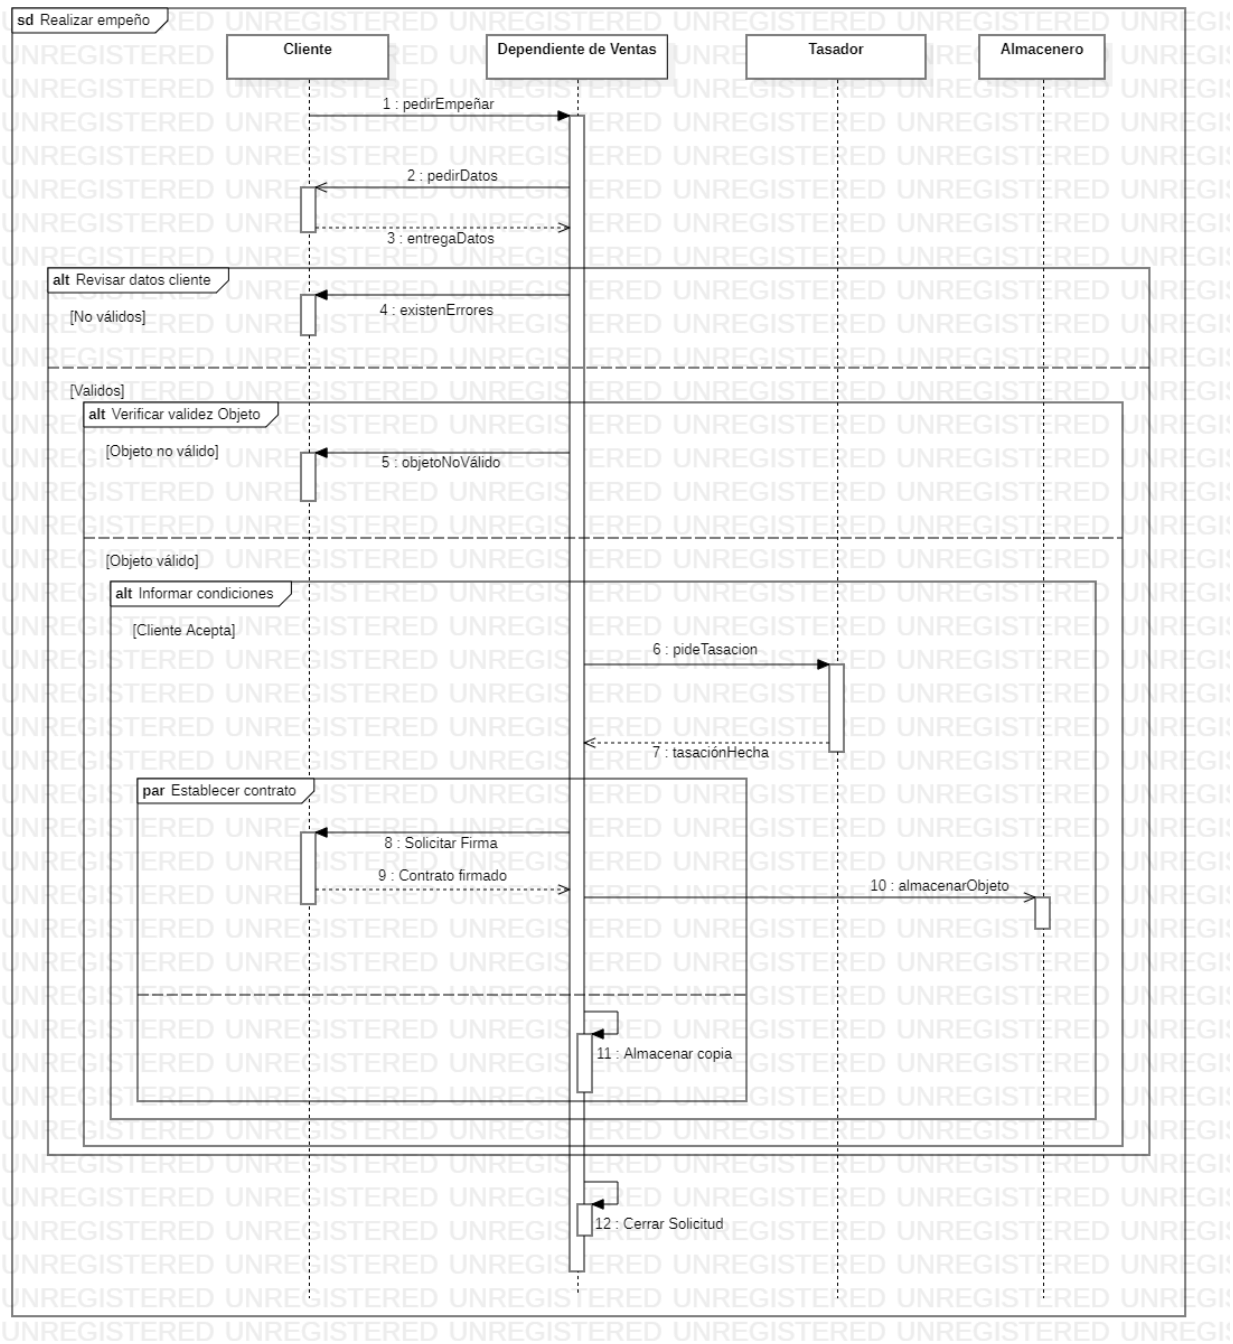 sd Realizar empeño
Cliente
Dependiente de Ventas
Tasador
Almacenero
1 : pedirEmpeñar
2 : pedirDatos
3 : entregaDatos
alt Revisar datos cliente
4 : existenErrores
[No válidos]
[Validos]
alt Verificar validez Objeto
[Objeto no válido]
5 : objetoNoVálido
[Objeto válido]
alt Informar condiciones
[Cliente Acepta]
6 : pideTasacion
7 : tasaciónHecha
par Establecer contrato
8 : Solicitar Firma
9 : Contrato firmado
10 : almacenarObjeto
11 : Almacenar copia
12 : Cerrar Solicitud
UNREGISTERED